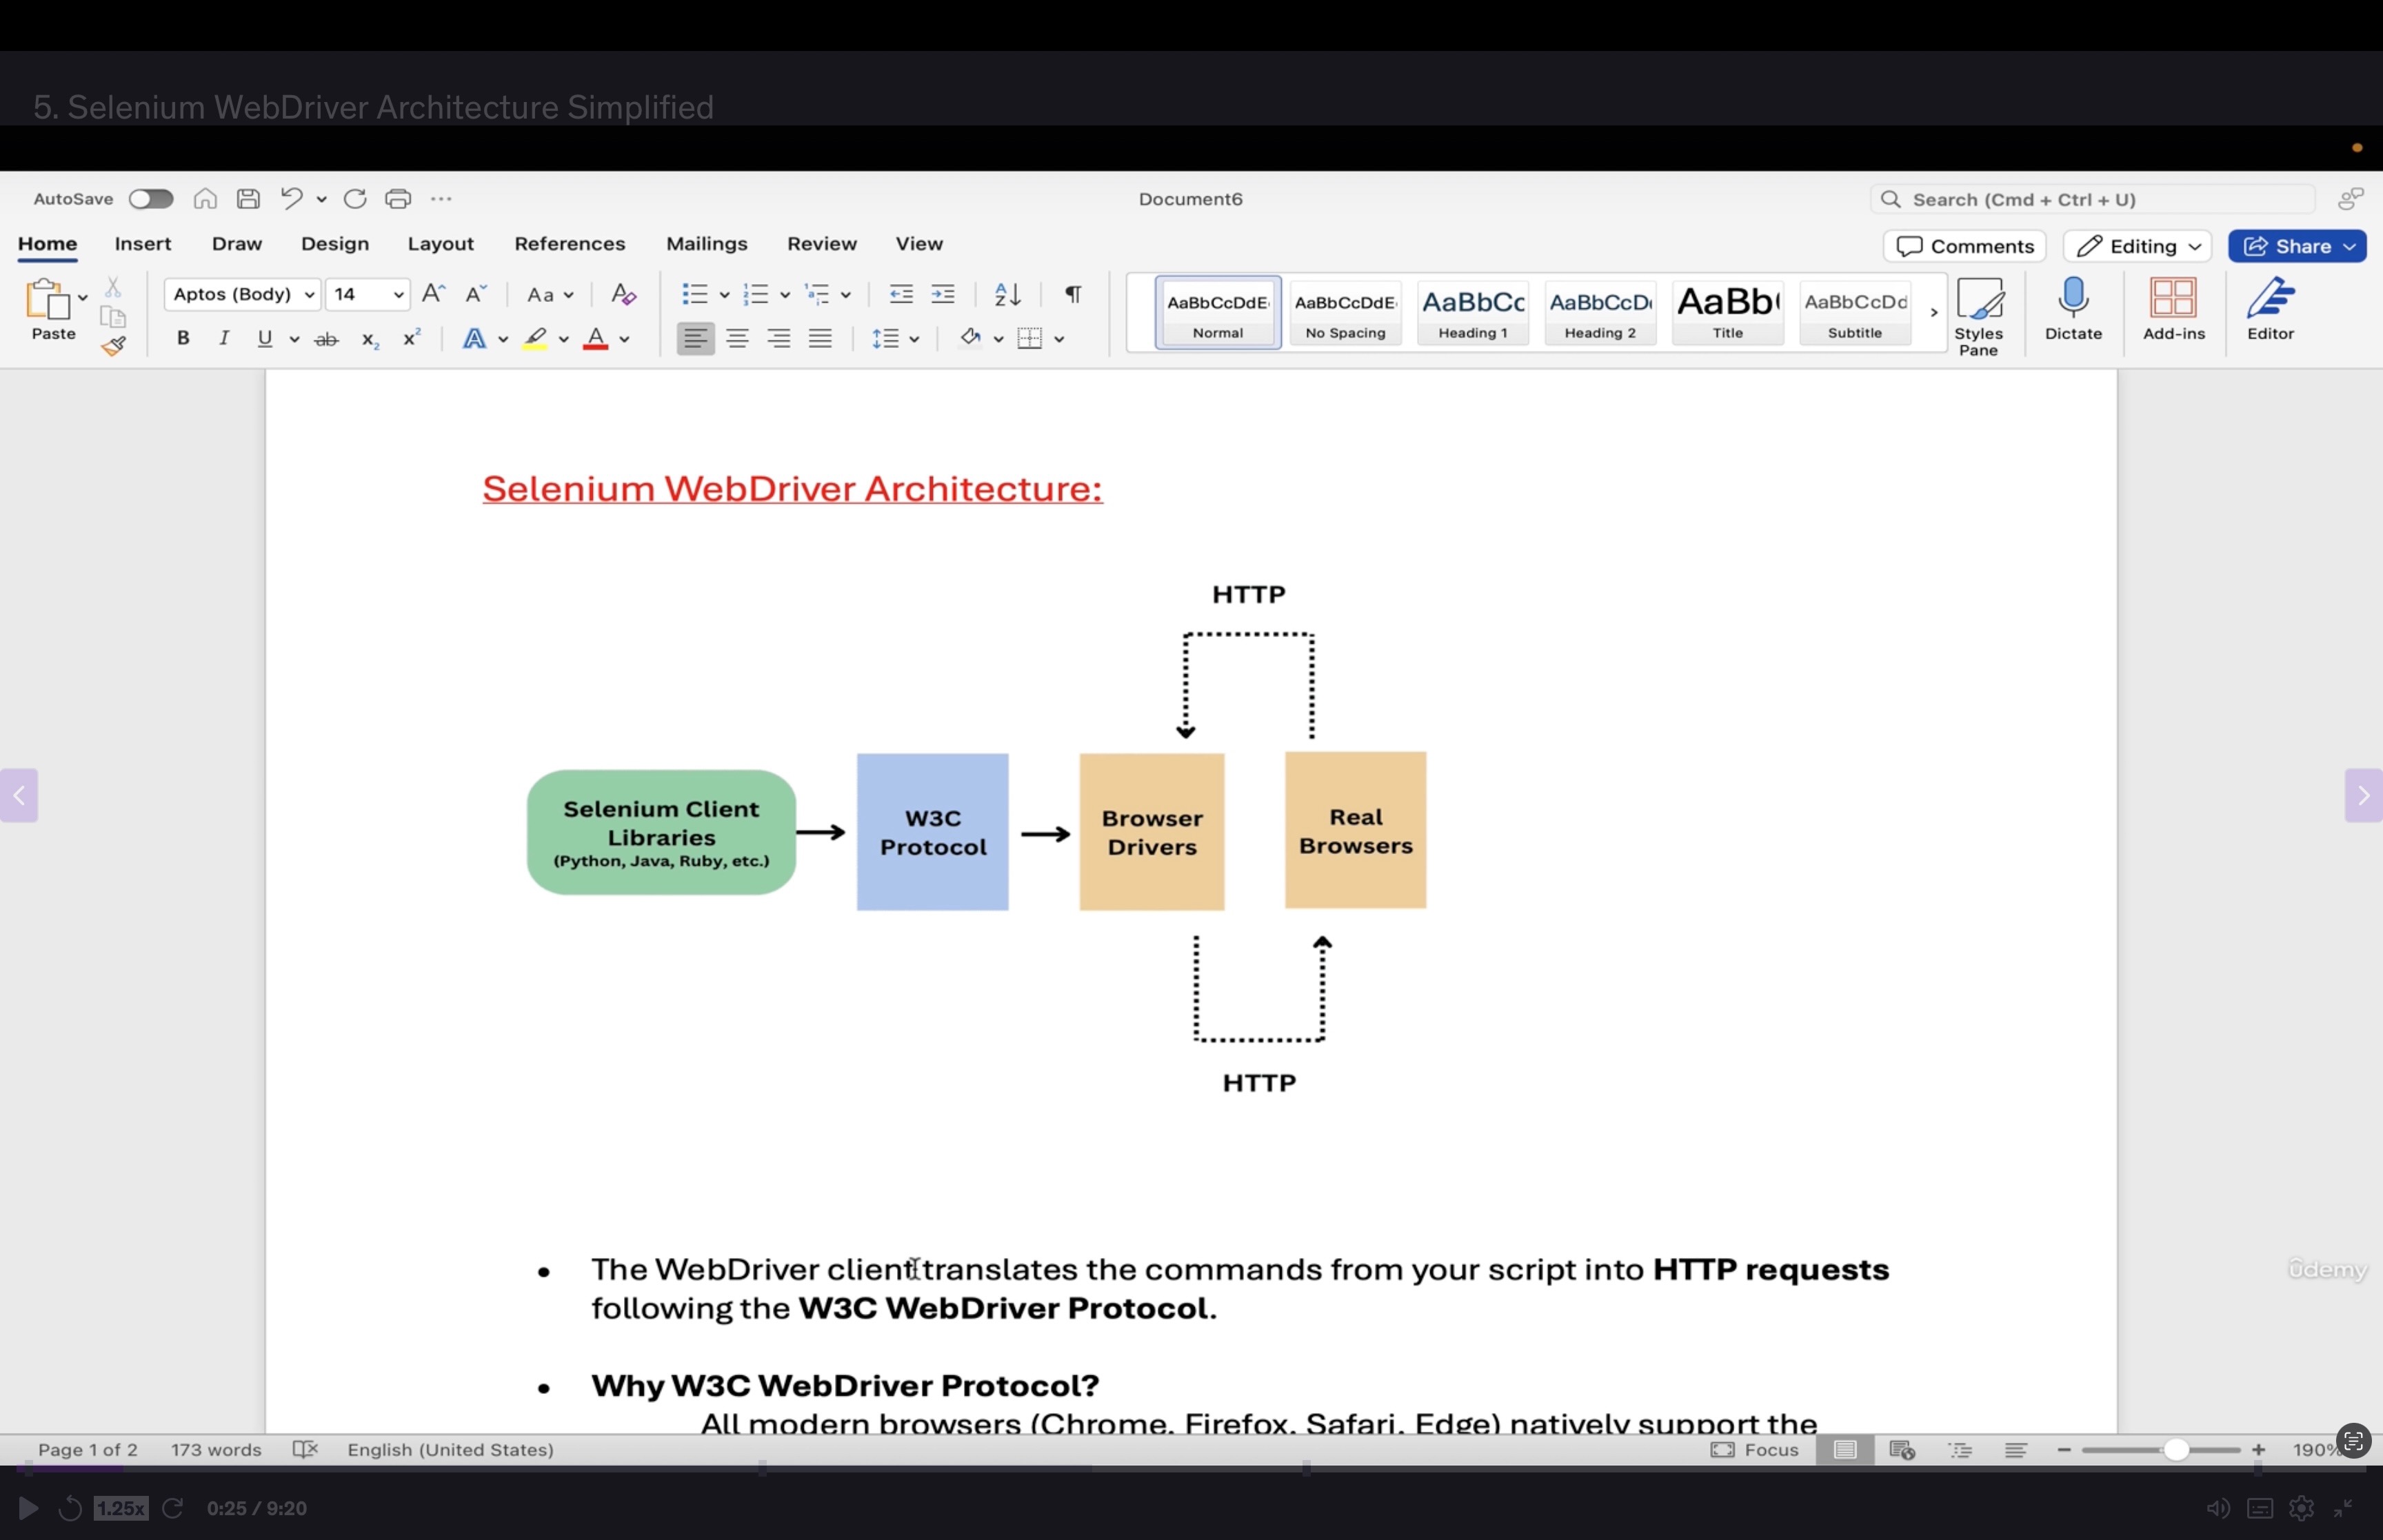 5. Selenium WebDriver Architecture Simplified
AutoSave
Document6
Search (Cmd + Ctrl + U)
Home Insert Draw Design Layout References Mailings Review View
Comments Editing Share
Paste
Aptos (Body) 14
AaBbCcDdE Normal
AaBbCcDdE No Spacing
AaBbCc Heading 1
AaBbCcD Heading 2
AaBb Title
AaBbCcDd Subtitle
Styles
Pane
Dictate
Add-ins
Editor
Selenium WebDriver Architecture:
HTTP
Selenium Client
Libraries
(Python, Java, Ruby, etc.)
W3C
Protocol
Browser
Drivers
Real
Browsers
HTTP
• The WebDriver client translates the commands from your script into HTTP requests
following the W3C WebDriver Protocol.
• Why W3C WebDriver Protocol?
All modern browsers (Chrome, Firefox, Safari, Edge) natively support the
ûdemy
Page 1 of 2 173 words English (United States) Focus 190%
1.25x 0:25 / 9:20